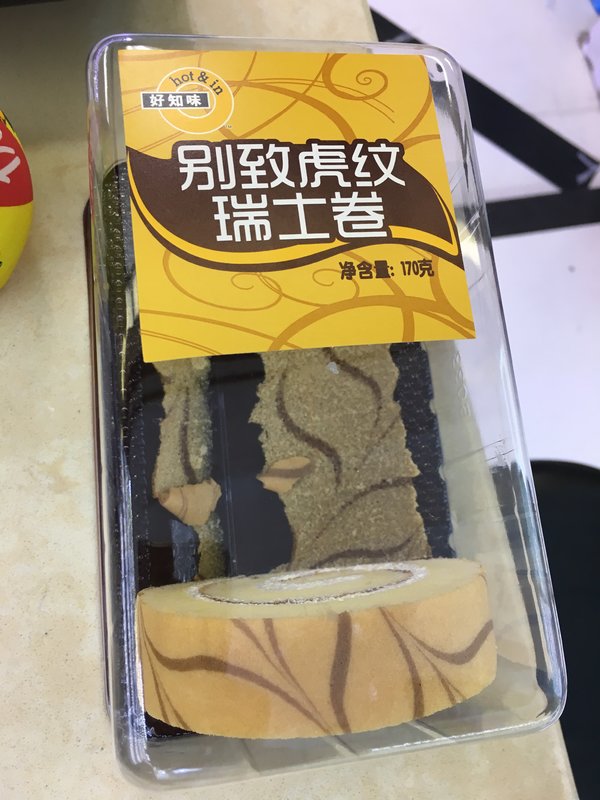 hot & in
好知味
别致虎纹
瑞士卷
净含量: 170克